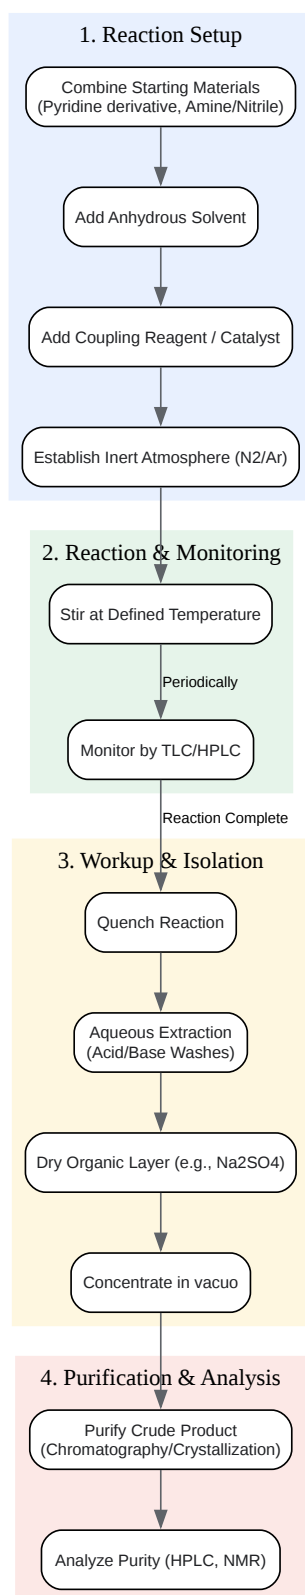 1. Reaction Setup
Combine Starting Materials
(Pyridine derivative, Amine/Nitrile)
Add Anhydrous Solvent
Add Coupling Reagent / Catalyst
Establish Inert Atmosphere (N2/Ar)
2. Reaction & Monitoring
Stir at Defined Temperature
Periodically
Monitor by TLC/HPLC
Reaction Complete
3. Workup & Isolation
Quench Reaction
Aqueous Extraction
(Acid/Base Washes)
Dry Organic Layer (e.g., Na2SO4)
Concentrate in vacuo
4. Purification & Analysis
Purify Crude Product
(Chromatography/Crystallization)
Analyze Purity (HPLC, NMR)